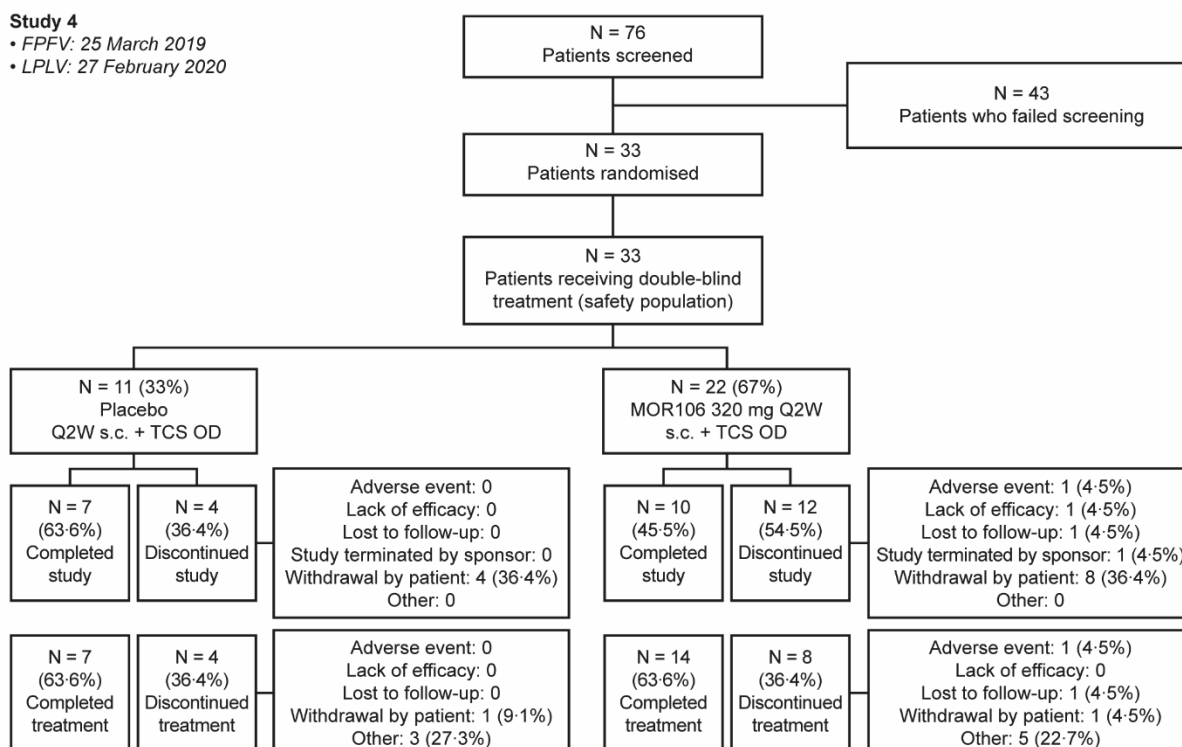 Study 4
• FPFV: 25 March 2019
• LPLV: 27 February 2020
N = 76
Patients screened
N = 43
Patients who failed screening
N = 33
Patients randomised
N = 33
Patients receiving double-blind
treatment (safety population)
N = 11 (33%)
Placebo
Q2W s.c. + TCS OD
N = 22 (67%)
MOR106 320 mg Q2W
s.c. + TCS OD
N = 7
(63·6%)
Completed
study
N = 4
(36·4%)
Discontinued
study
Adverse event: 0
Lack of efficacy: 0
Lost to follow-up: 0
Study terminated by sponsor: 0
Withdrawal by patient: 4 (36·4%)
Other: 0
N = 10
(45·5%)
Completed
study
N = 12
(54·5%)
Discontinued
study
Adverse event: 1 (4·5%)
Lack of efficacy: 1 (4·5%)
Lost to follow-up: 1 (4·5%)
Study terminated by sponsor: 1 (4·5%)
Withdrawal by patient: 8 (36·4%)
Other: 0
N = 7
(63·6%)
Completed
treatment
N = 4
(36·4%)
Discontinued
treatment
Adverse event: 0
Lack of efficacy: 0
Lost to follow-up: 0
Withdrawal by patient: 1 (9·1%)
Other: 3 (27·3%)
N = 14
(63·6%)
Completed
treatment
N = 8
(36·4%)
Discontinued
treatment
Adverse event: 1 (4·5%)
Lack of efficacy: 0
Lost to follow-up: 1 (4·5%)
Withdrawal by patient: 1 (4·5%)
Other: 5 (22·7%)